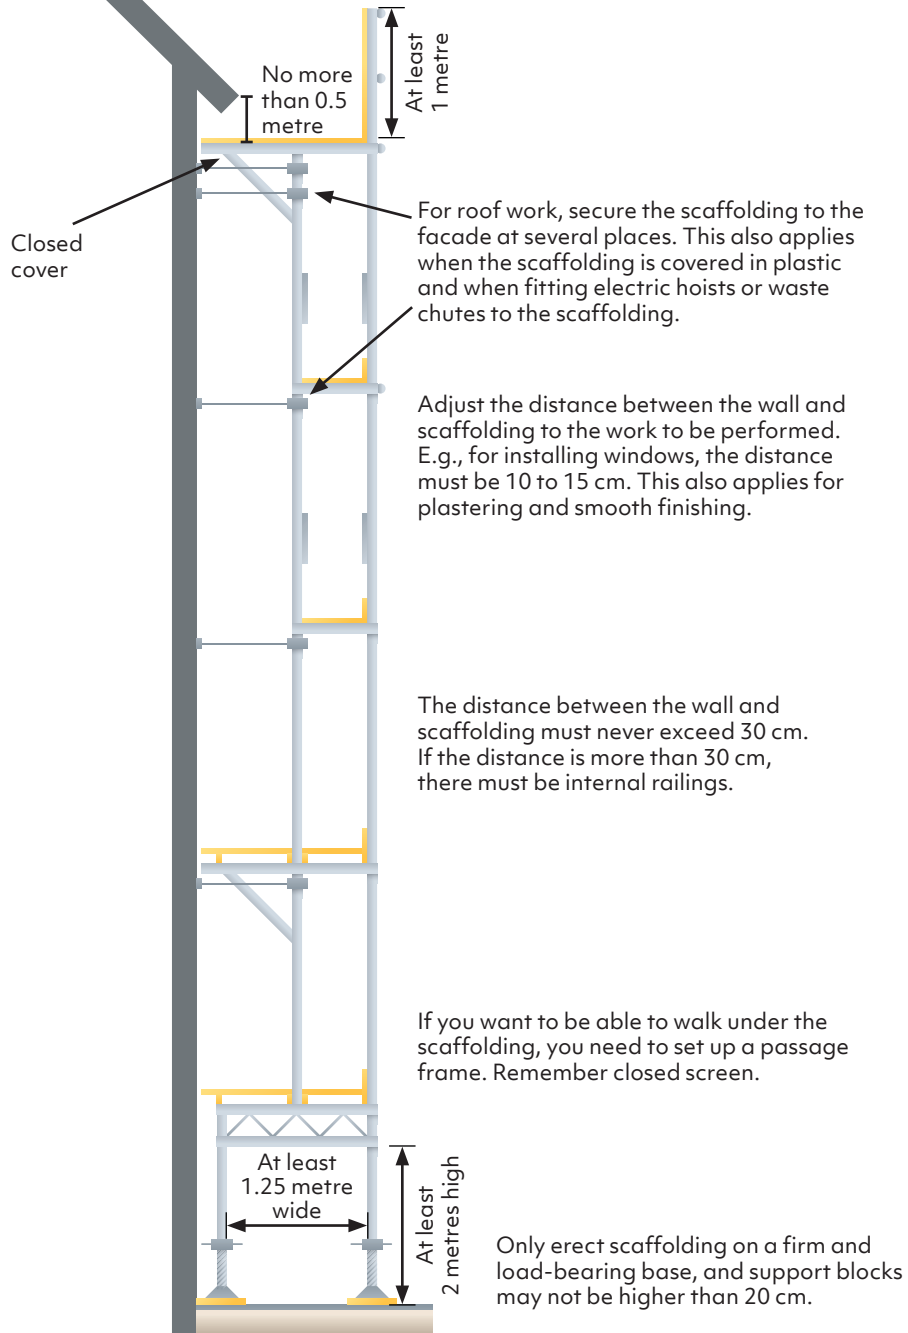 No more
than 0.5
metre
At least
1 metre
Closed
cover
For roof work, secure the scaffolding to the
facade at several places. This also applies
when the scaffolding is covered in plastic
and when fitting electric hoists or waste
chutes to the scaffolding.
Adjust the distance between the wall and
scaffolding to the work to be performed.
E.g., for installing windows, the distance
must be 10 to 15 cm. This also applies for
plastering and smooth finishing.
The distance between the wall and
scaffolding must never exceed 30 cm.
If the distance is more than 30 cm,
there must be internal railings.
If you want to be able to walk under the
scaffolding, you need to set up a passage
frame. Remember closed screen.
At least
1.25 metre
wide
At least
2 metres high
Only erect scaffolding on a firm and
load-bearing base, and support blocks
may not be higher than 20 cm.